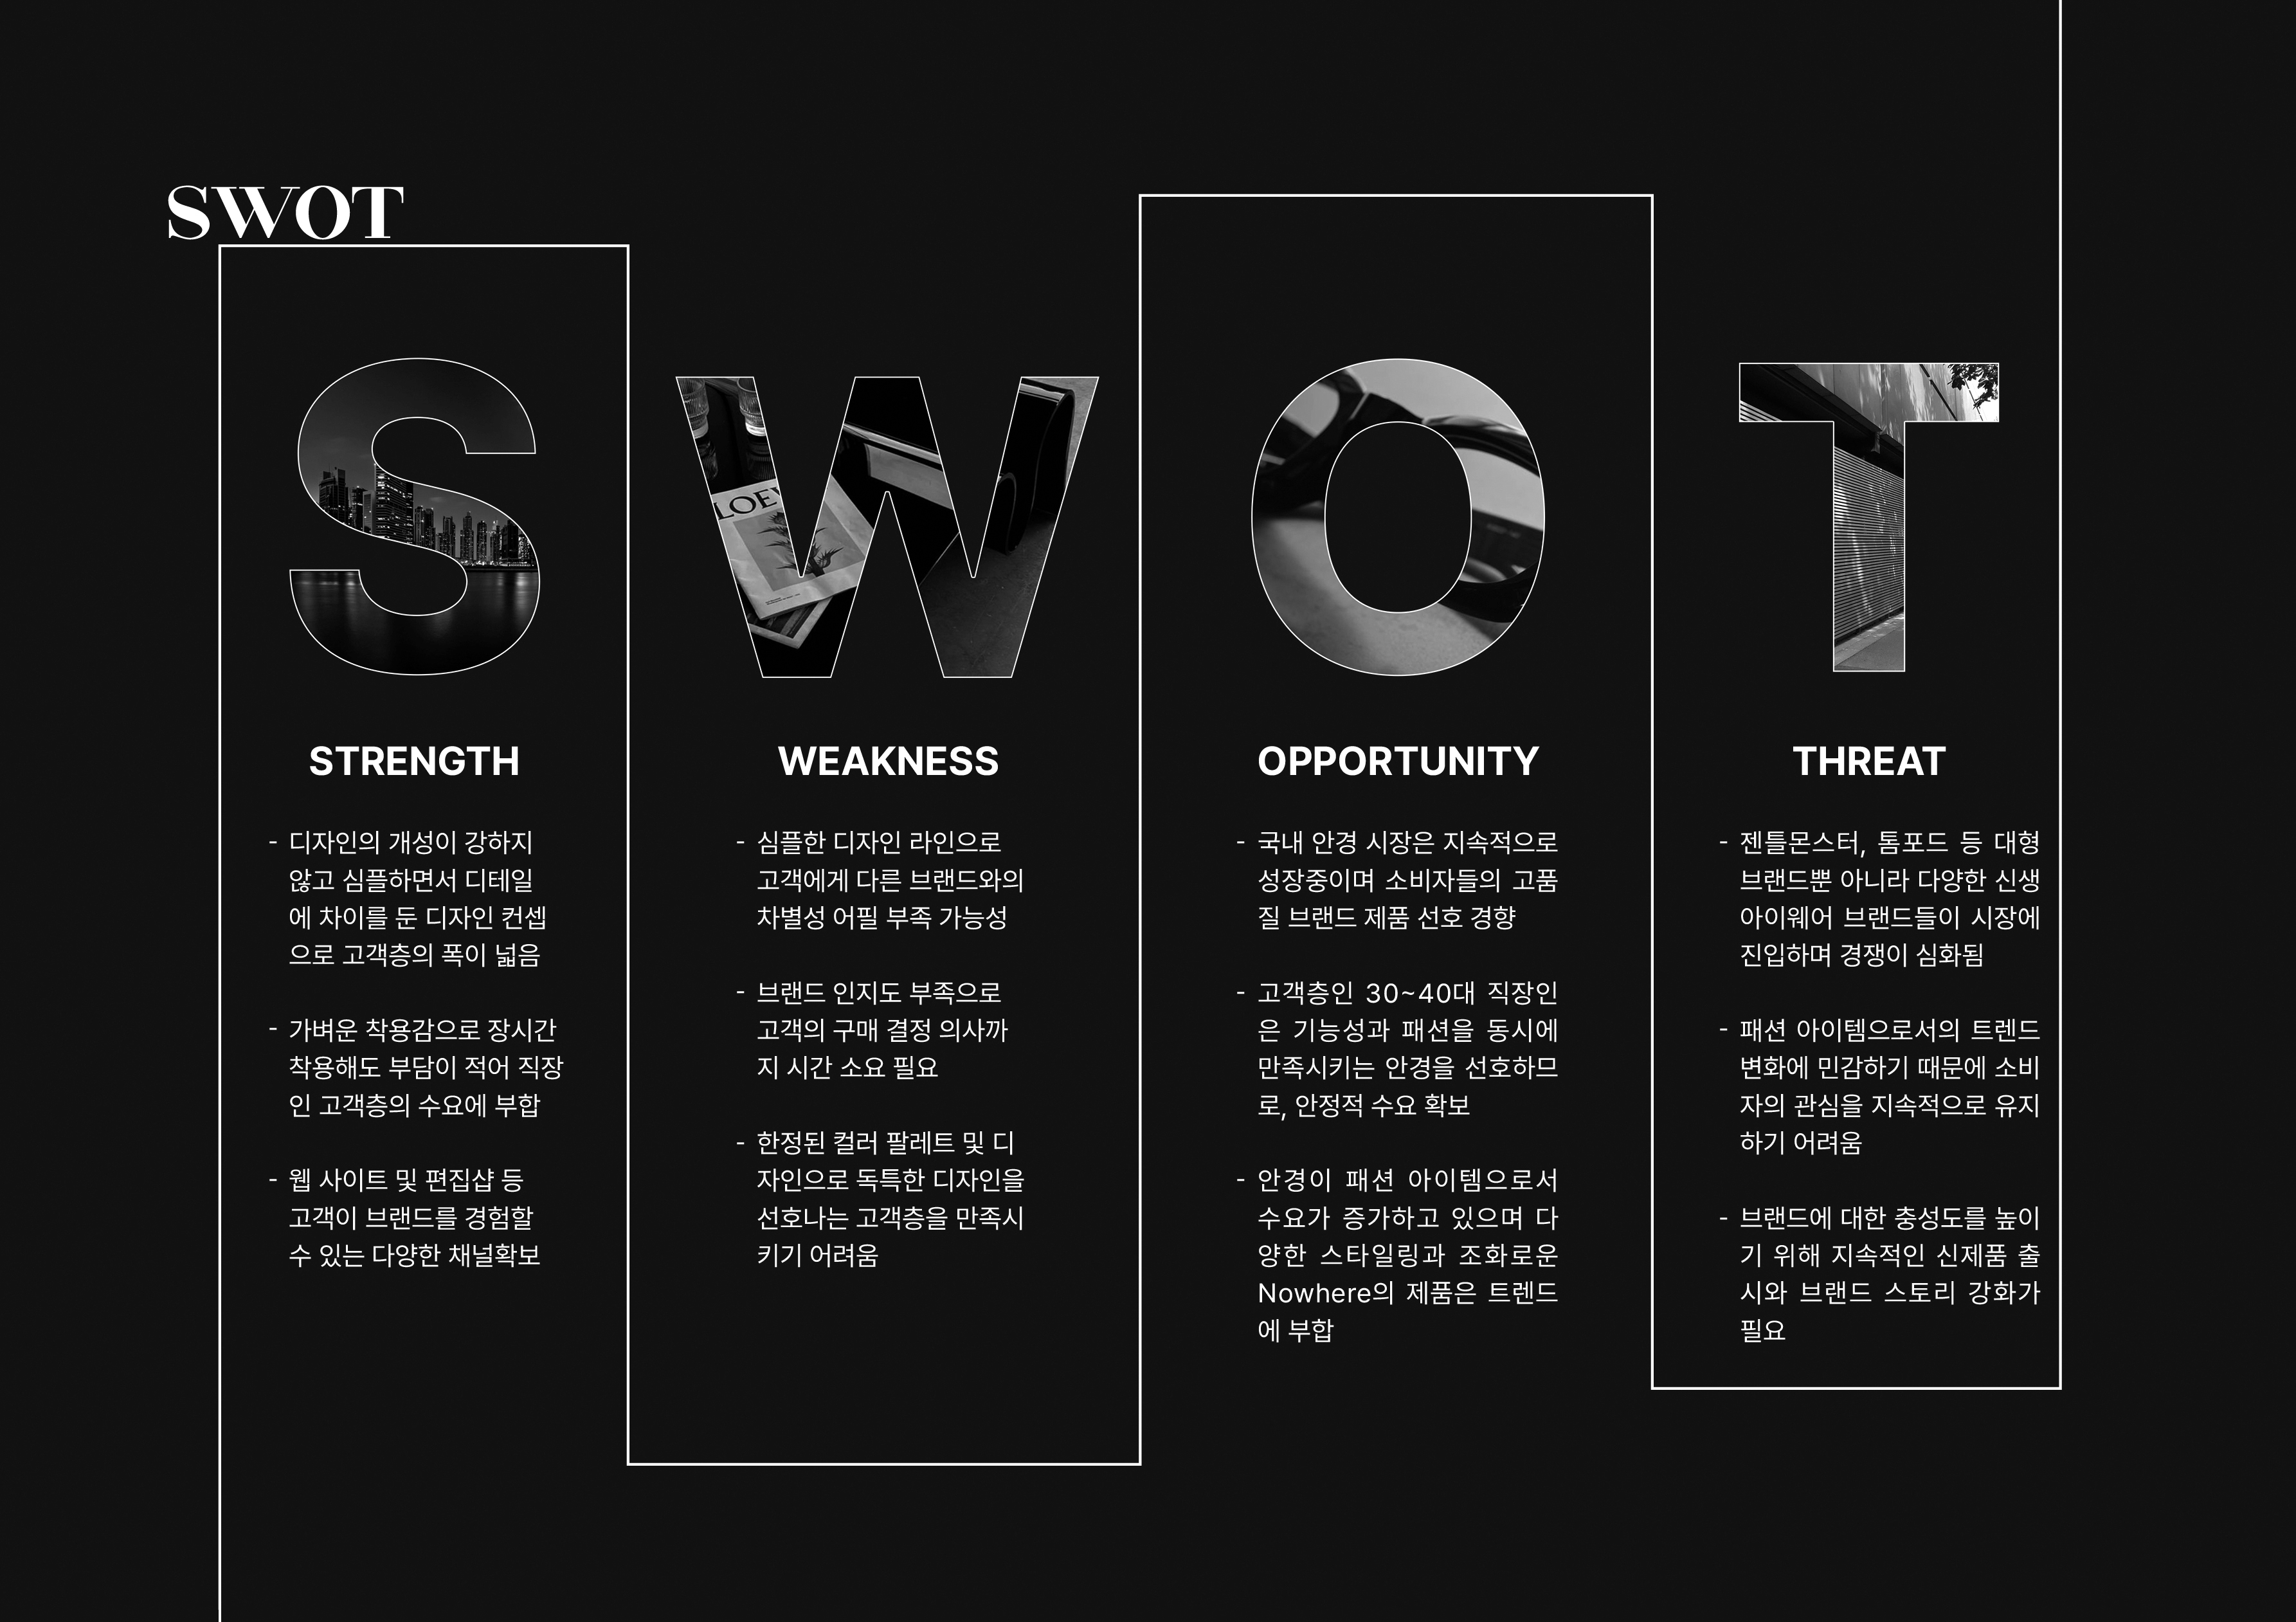 SWOT
S
W
O
T
LOEV
STRENGTH
- 디자인의 개성이 강하지
않고 심플하면서 디테일
에 차이를 둔 디자인 컨셉
으로 고객층의 폭이 넓음
- 가벼운 착용감으로 장시간
착용해도 부담이 적어 직장
인 고객층의 수요에 부합
- 웹 사이트 및 편집샵 등
고객이 브랜드를 경험할
수 있는 다양한 채널확보
WEAKNESS
- 심플한 디자인 라인으로
고객에게 다른 브랜드와의
차별성 어필 부족 가능성
- 브랜드 인지도 부족으로
고객의 구매 결정 의사까
지 시간 소요 필요
- 한정된 컬러 팔레트 및 디
자인으로 독특한 디자인을
선호나는 고객층을 만족시
키기 어려움
OPPORTUNITY
- 국내 안경 시장은 지속적으로
성장중이며 소비자들의 고품
질 브랜드 제품 선호 경향
- 고객층인 30~40대 직장인
은 기능성과 패션을 동시에
만족시키는 안경을 선호하므
로, 안정적 수요 확보
- 안경이 패션 아이템으로서
수요가 증가하고 있으며 다
양한 스타일링과 조화로운
Nowhere의 제품은 트렌드
에 부합
THREAT
- 젠틀몬스터, 톰포드 등 대형
브랜드뿐 아니라 다양한 신생
아이웨어 브랜드들이 시장에
진입하며 경쟁이 심화됨
- 패션 아이템으로서의 트렌드
변화에 민감하기 때문에 소비
자의 관심을 지속적으로 유지
하기 어려움
- 브랜드에 대한 충성도를 높이
기 위해 지속적인 신제품 출
시와 브랜드 스토리 강화가
필요